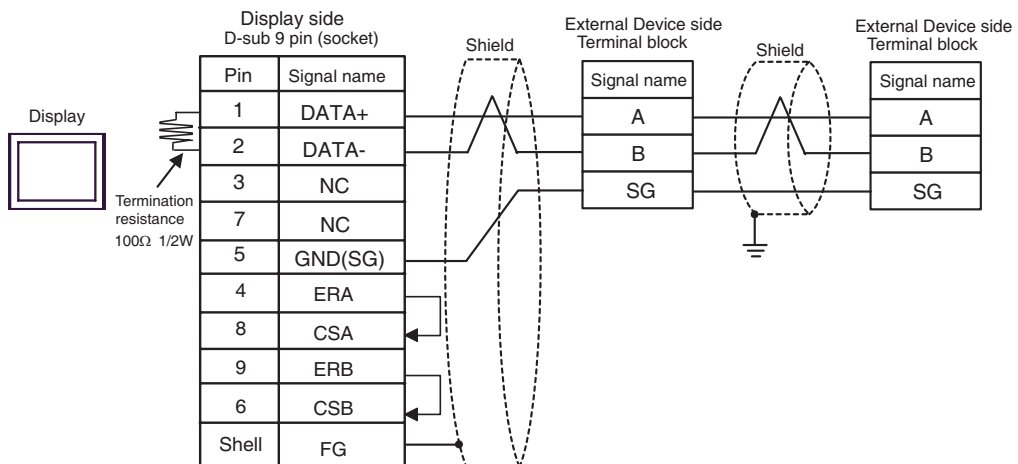 Display side
D-sub 9 pin (socket)
Shield
External Device side
Terminal block
Shield
External Device side
Terminal block
Pin
Signal name
1
DATA+
2
DATA-
3
NC
7
NC
5
GND(SG)
4
ERA
8
CSA
9
ERB
6
CSB
Shell
FG
Display
Termination
resistance
100Ω 1/2W
Signal name
A
B
SG
Signal name
A
B
SG